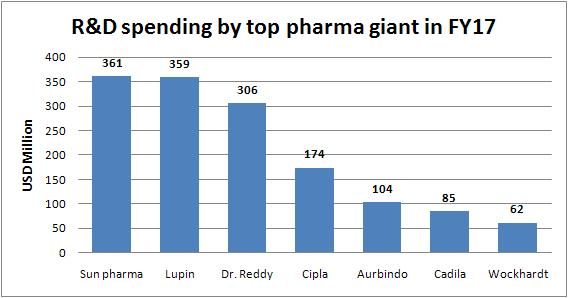 R&D spending by top pharma giant in FY17
USD Million
400
350
300
250
200
150
100
50
0
361
359
306
174
104
85
62
Sun pharma
Lupin
Dr. Reddy
Cipla
Aurbindo
Cadila
Wockhardt